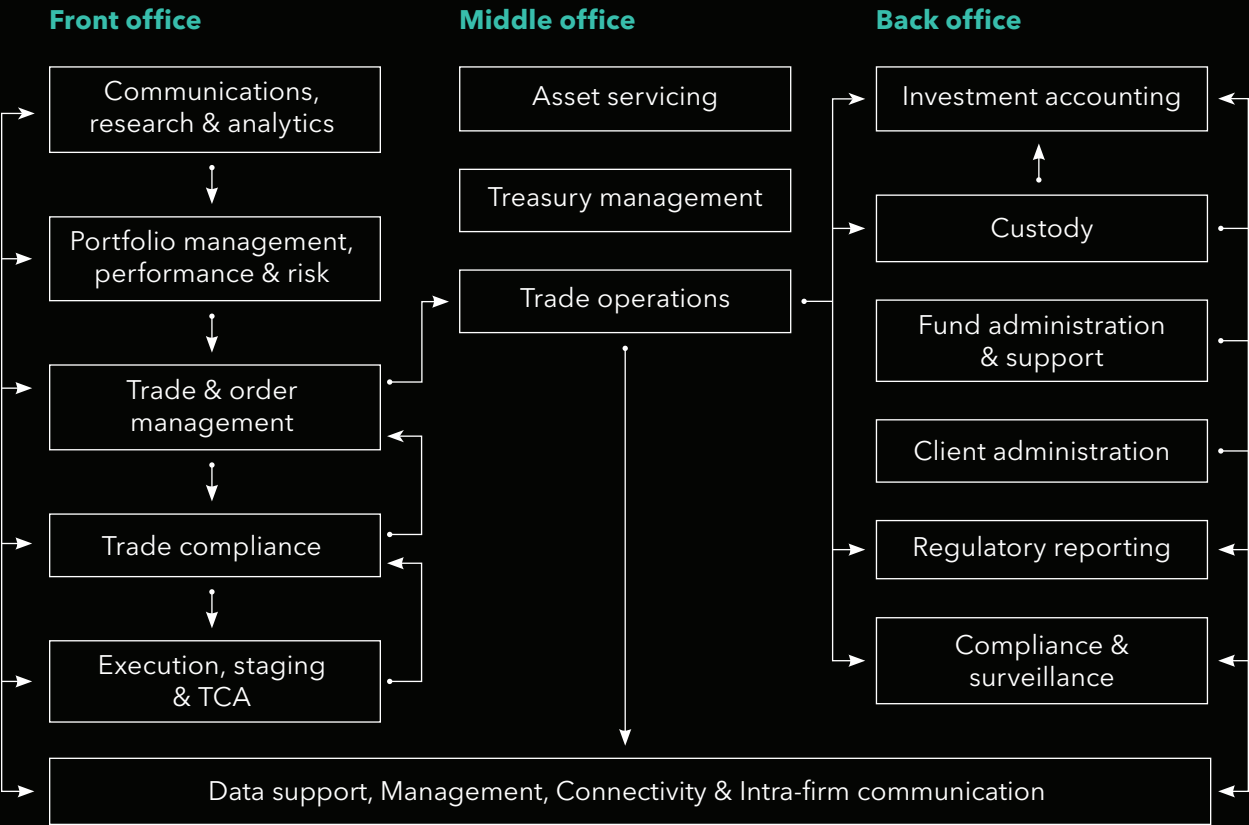 Front office
Communications,
research & analytics
Portfolio management,
performance & risk
Trade & order
management
Trade compliance
Execution, staging
& TCA
Middle office
Asset servicing
Treasury management
Trade operations
Back office
Investment accounting
Custody
Fund administration
& support
Client administration
Regulatory reporting
Compliance &
surveillance
Data support, Management, Connectivity & Intra-firm communication